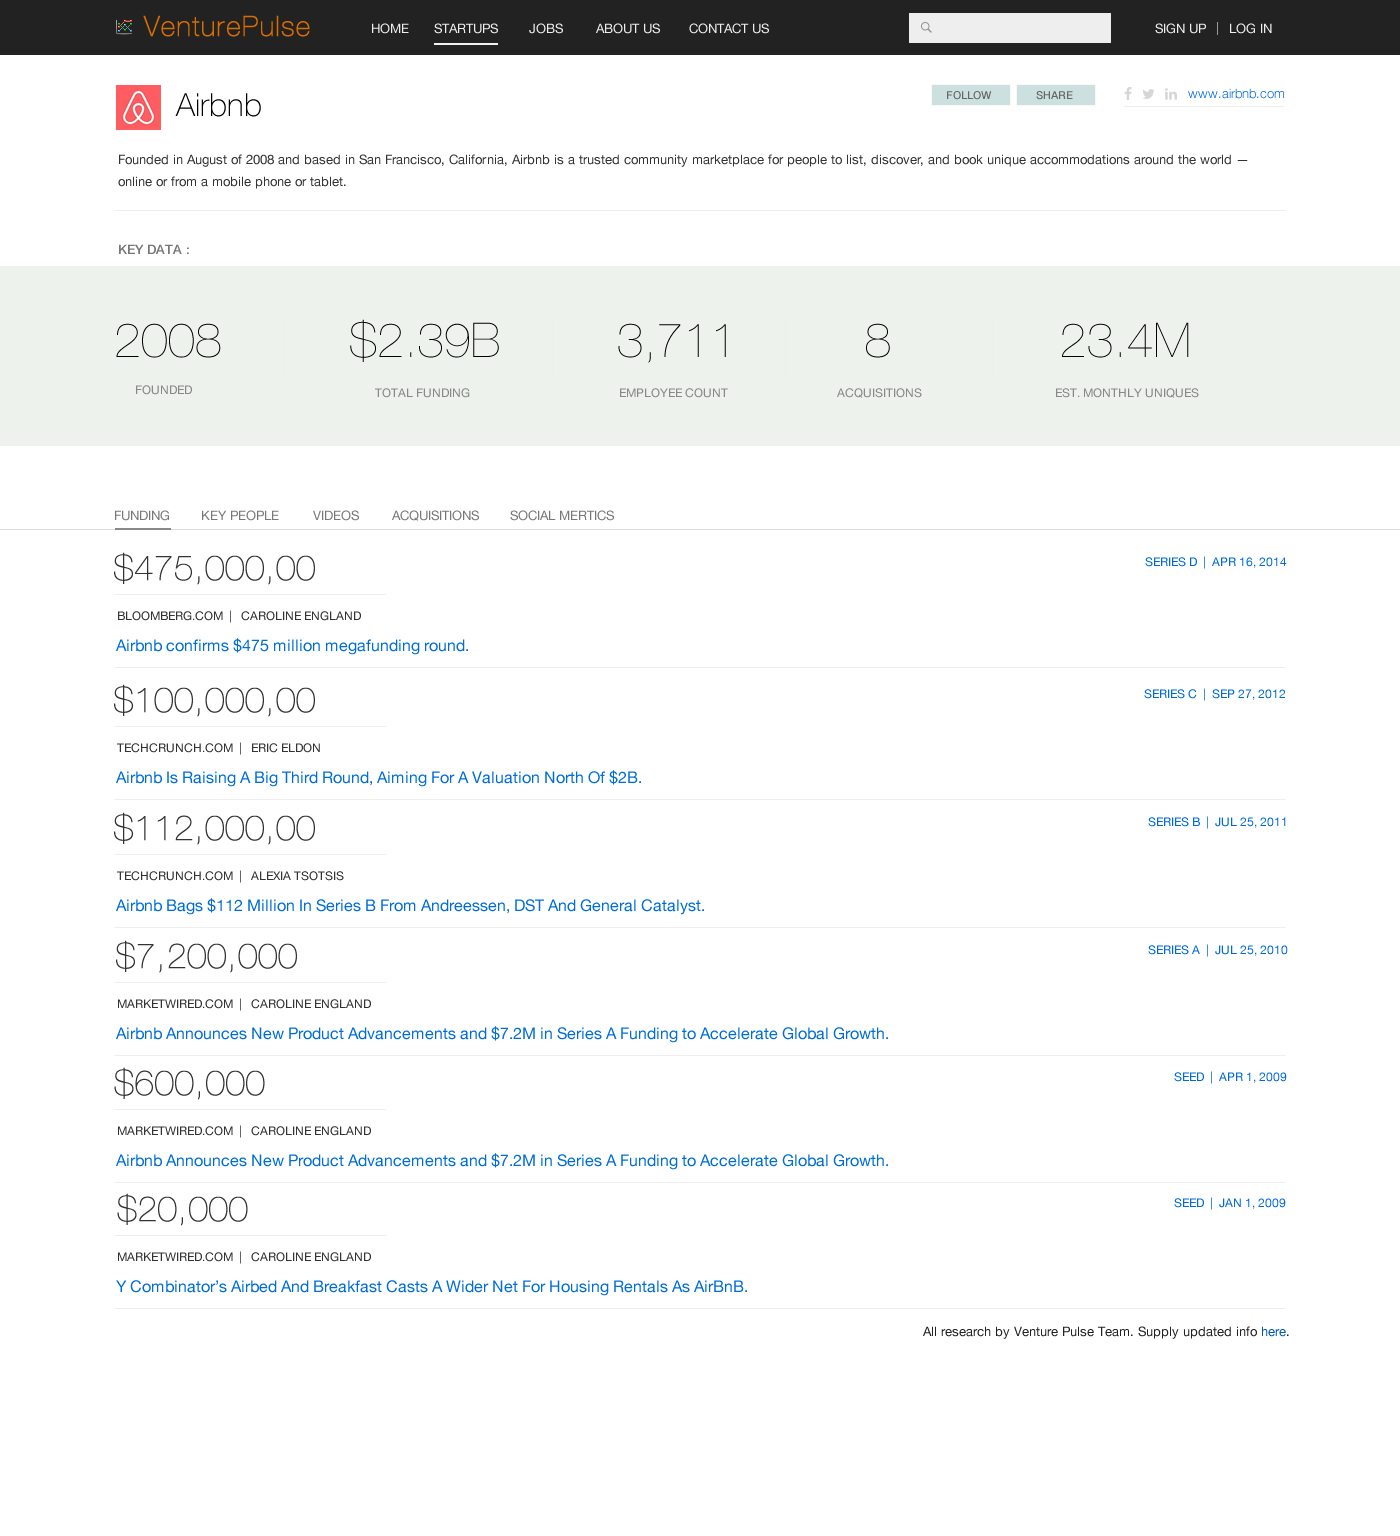 VenturePulse HOME STARTUPS JOBS ABOUT US CONTACT US SIGN UP | LOG IN
Airbnb FOLLOW SHARE www.airbnb.com
Founded in August of 2008 and based in San Francisco, California, Airbnb is a trusted community marketplace for people to list, discover, and book unique accommodations around the world —
online or from a mobile phone or tablet.
KEY DATA :
2008 $2.39B 3,711 8 23.4M
FOUNDED TOTAL FUNDING EMPLOYEE COUNT ACQUISITIONS EST. MONTHLY UNIQUES
FUNDING KEY PEOPLE VIDEOS ACQUISITIONS SOCIAL MERTICS
$475,000,00 SERIES D | APR 16, 2014
BLOOMBERG.COM | CAROLINE ENGLAND
Airbnb confirms $475 million megafunding round.
$100,000,00 SERIES C | SEP 27, 2012
TECHCRUNCH.COM | ERIC ELDON
Airbnb Is Raising A Big Third Round, Aiming For A Valuation North Of $2B.
$112,000,00 SERIES B | JUL 25, 2011
TECHCRUNCH.COM | ALEXIA TSOTSIS
Airbnb Bags $112 Million In Series B From Andreessen, DST And General Catalyst.
$7,200,000 SERIES A | JUL 25, 2010
MARKETWIRED.COM | CAROLINE ENGLAND
Airbnb Announces New Product Advancements and $7.2M in Series A Funding to Accelerate Global Growth.
$600,000 SEED | APR 1, 2009
MARKETWIRED.COM | CAROLINE ENGLAND
Airbnb Announces New Product Advancements and $7.2M in Series A Funding to Accelerate Global Growth.
$20,000 SEED | JAN 1, 2009
MARKETWIRED.COM | CAROLINE ENGLAND
Y Combinator’s Airbed And Breakfast Casts A Wider Net For Housing Rentals As AirBnB.
All research by Venture Pulse Team. Supply updated info here.